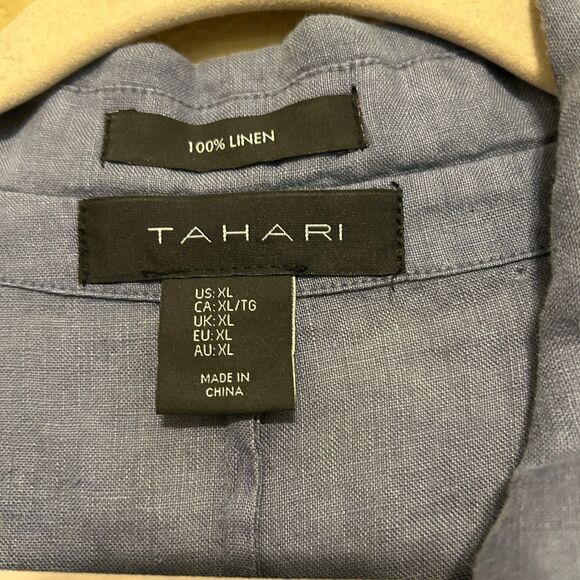 100% LINEN
TAHARI
US: XL
CA: XL/TG
UK: XL
EU: XL
AU: XL
MADE IN
CHINA